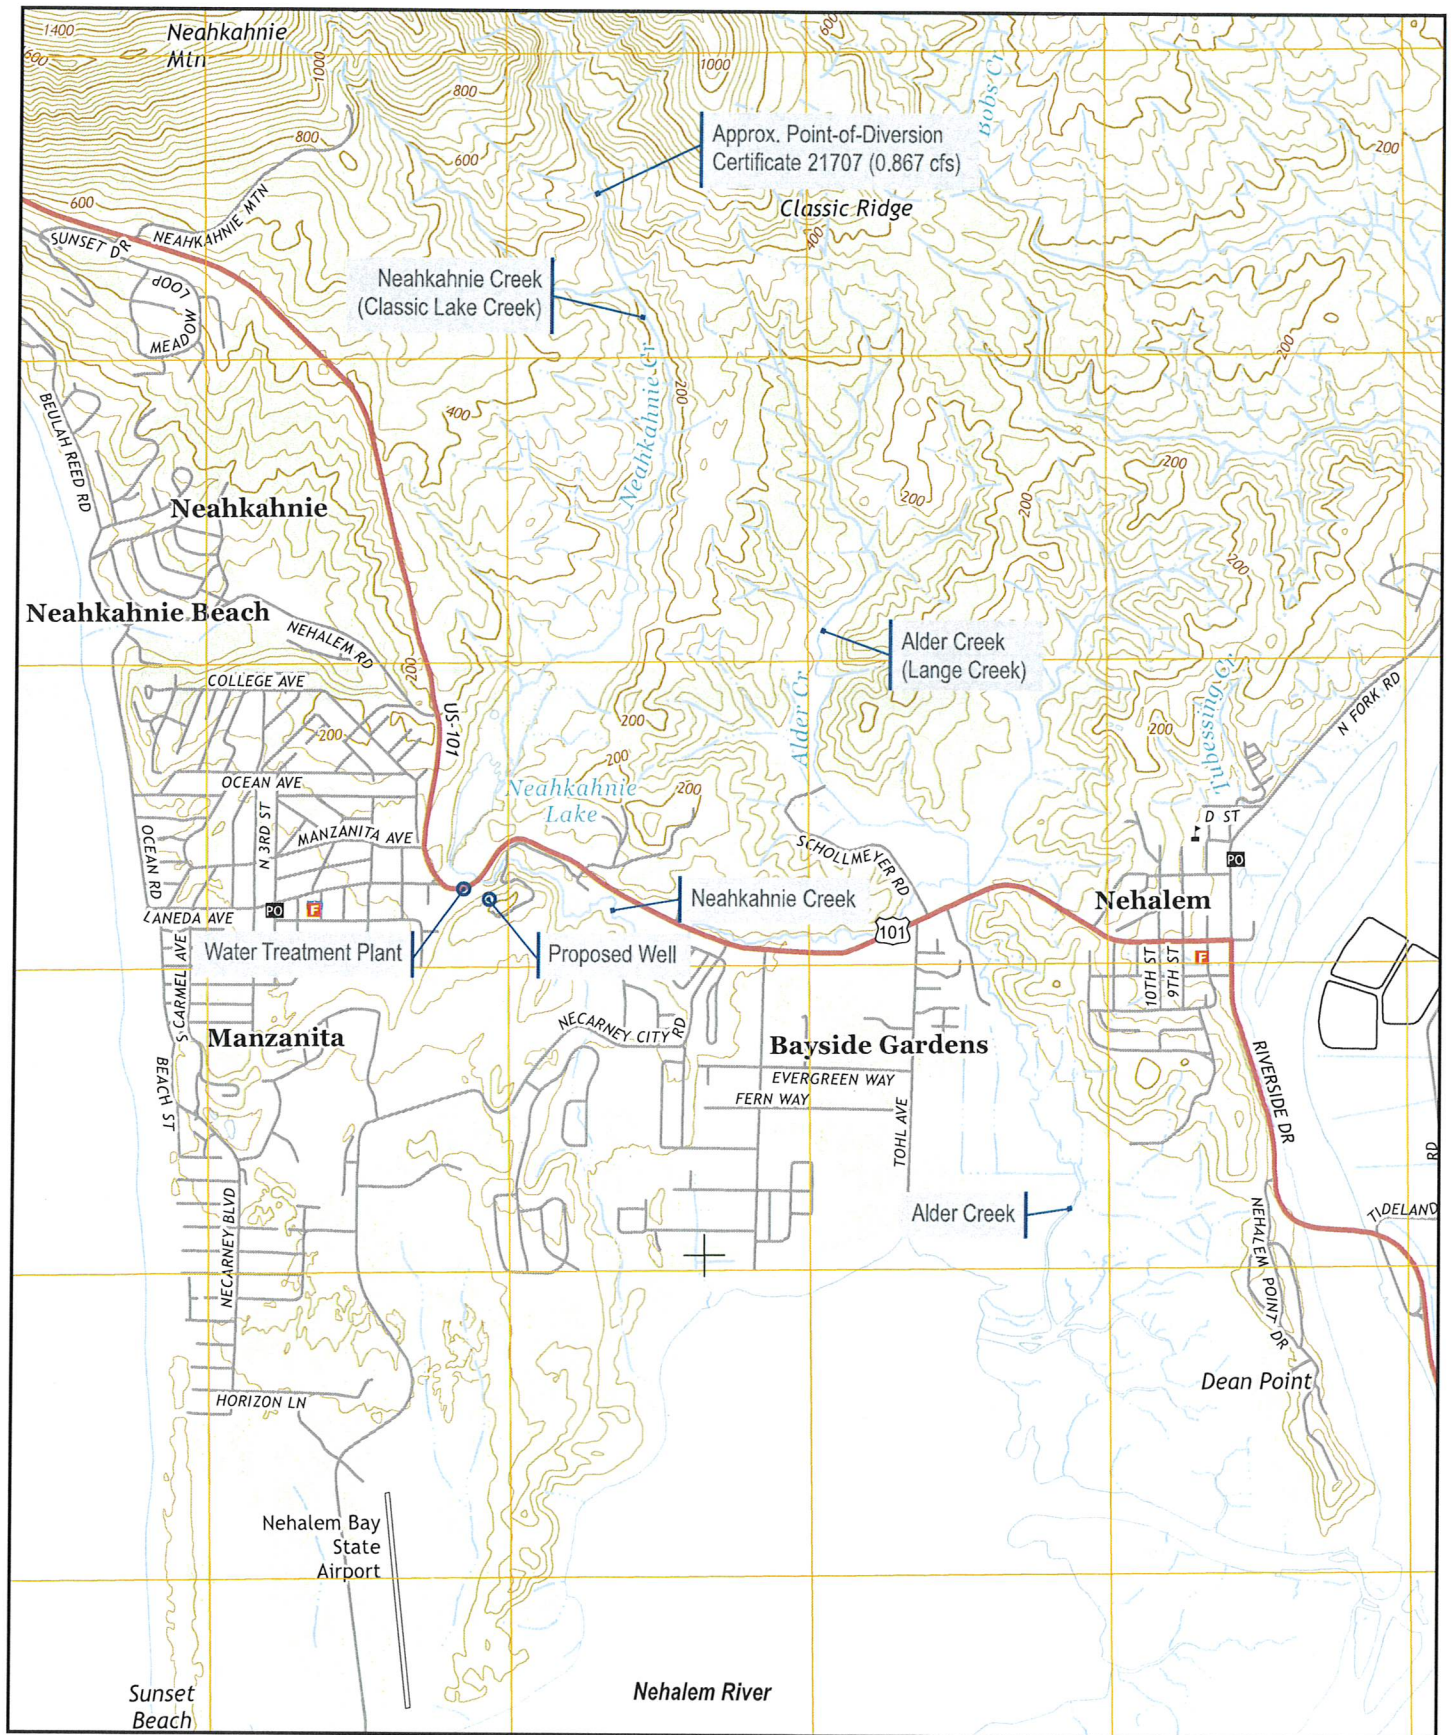 1400
Neahkahnie
Mtn
600
1000
1000
800
600
Bobs Cr
Approx. Point-of-Diversion
Certificate 21707 (0.867 cfs)
800
600
200
600
SUNSET DR
NEAHKAHNIE MTN
Classic Ridge
400
LOOP
MEADOW
Neahkahnie Creek
(Classic Lake Creek)
Neahkahnie Cr
200
200
400
BEULAH REED RD
200
200
200
Neahkahnie
200
Neahkahnie Beach
NEHALEM RD
Alder Creek
(Lange Creek)
200
COLLEGE AVE
US-101
200
200
Alder Cr
200
Tubessing Cr
N FORK RD
200
OCEAN AVE
Neahkahnie
Lake
200
OCEAN RD
N 3RD ST
MANZANITA AVE
SCHOLLMEYER RD
D ST
PO
Neahkahnie Creek
Nehalem
LANEDA AVE
PO
F
101
Water Treatment Plant
Proposed Well
S CARMEL AVE
10TH ST
9TH ST
F
Manzanita
NECARNEY CITY RD
Bayside Gardens
BEACH ST
EVERGREEN WAY
FERN WAY
TOHL AVE
RIVERSIDE DR
RD
NECARNEY BLVD
Alder Creek
TIDELAND
NEHALEM POINT DR
Dean Point
HORIZON LN
Nehalem Bay
State
Airport
Nehalem River
Sunset
Beach